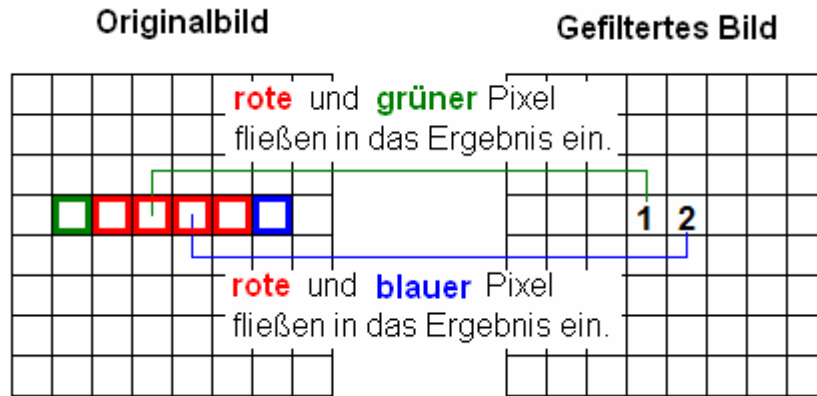 Originalbild
Gefiltertes Bild
rote und grüner Pixel
fließen in das Ergebnis ein.
1 2
rote und blauer Pixel
fließen in das Ergebnis ein.